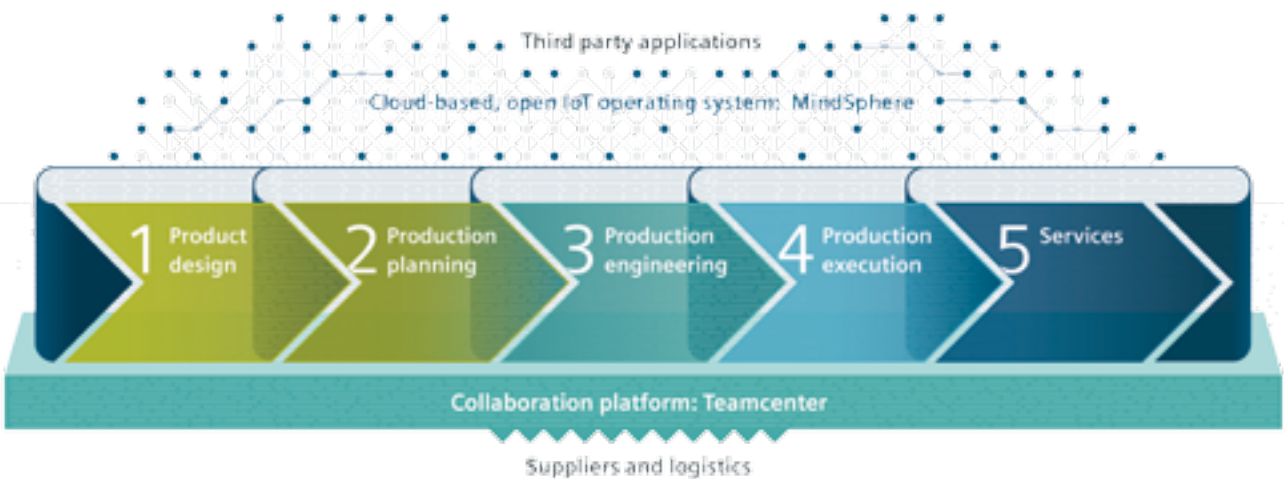 Third party applications
Cloud-based, open IoT operating system: MindSphere
1 Product design
2 Production planning
3 Production engineering
4 Production execution
5 Services
Collaboration platform: Teamcenter
Suppliers and logistics